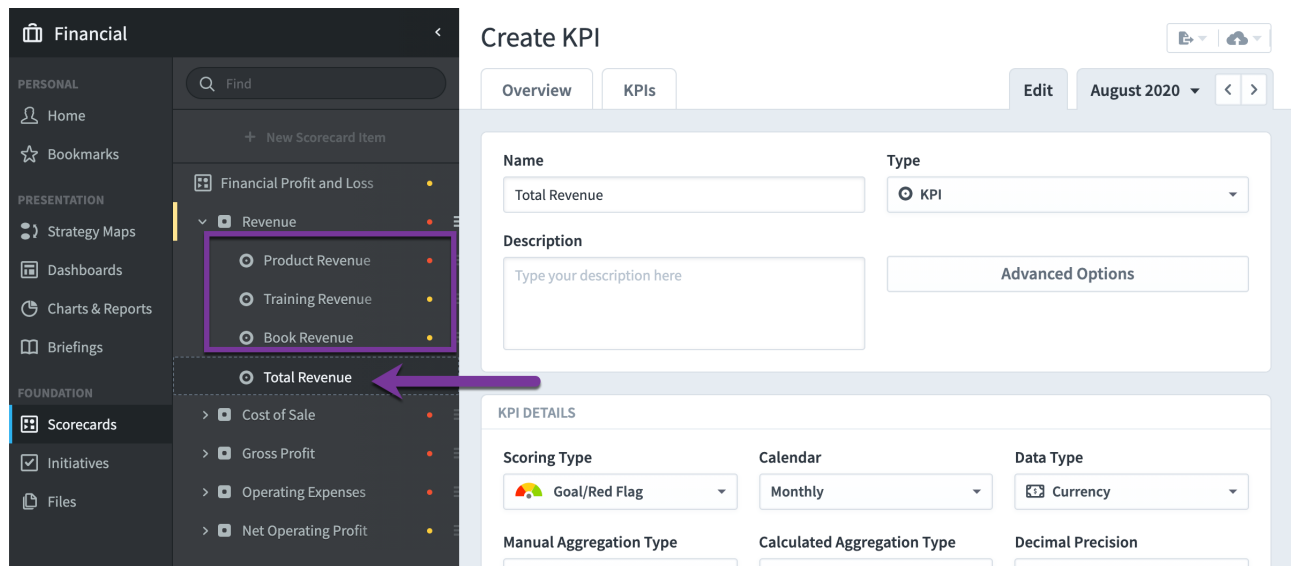 Financial
PERSONAL
Home
Bookmarks
PRESENTATION
Strategy Maps
Dashboards
Charts & Reports
Briefings
FOUNDATION
Scorecards
Initiatives
Files
Find
+ New Scorecard Item
Financial Profit and Loss
Revenue
Product Revenue
Training Revenue
Book Revenue
Total Revenue
Cost of Sale
Gross Profit
Operating Expenses
Net Operating Profit
Create KPI
Overview
KPIs
Edit
August 2020
Name
Total Revenue
Type
KPI
Description
Type your description here
Advanced Options
KPI DETAILS
Scoring Type
Calendar
Data Type
Goal/Red Flag
Monthly
Currency
Manual Aggregation Type
Calculated Aggregation Type
Decimal Precision